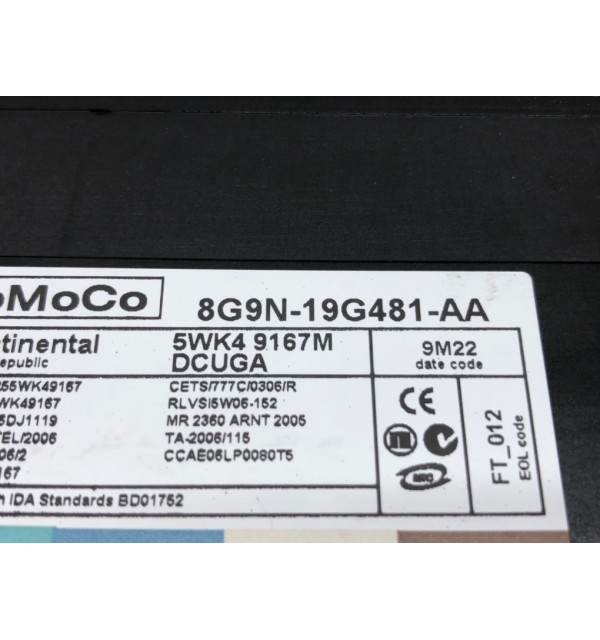 oMoCo
8G9N-19G481-AA
tinental
epublic
5WK4 9167M
DCUGA
9M22
date code
255WK49167
WK49167
5DJ1119
TEL/2006
06/2
167
CETS/777C/0306/R
RLVSI5W06-152
MR 2360 ARNT 2005
TA-2006/115
CCAE06LP0080T5
CE
FT_012
EOL code
n IDA Standards BD01752